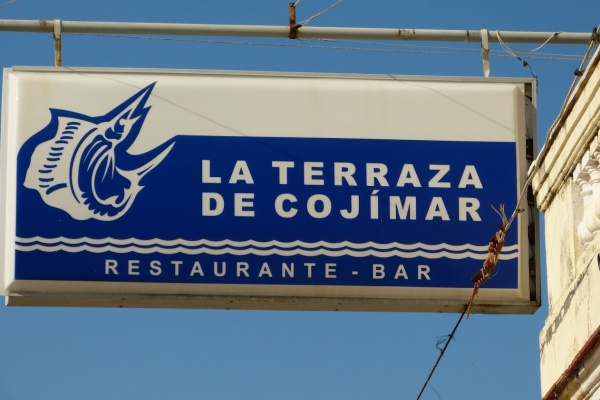 LA TERRAZA
DE COJÍMAR
RESTAURANTE - BAR